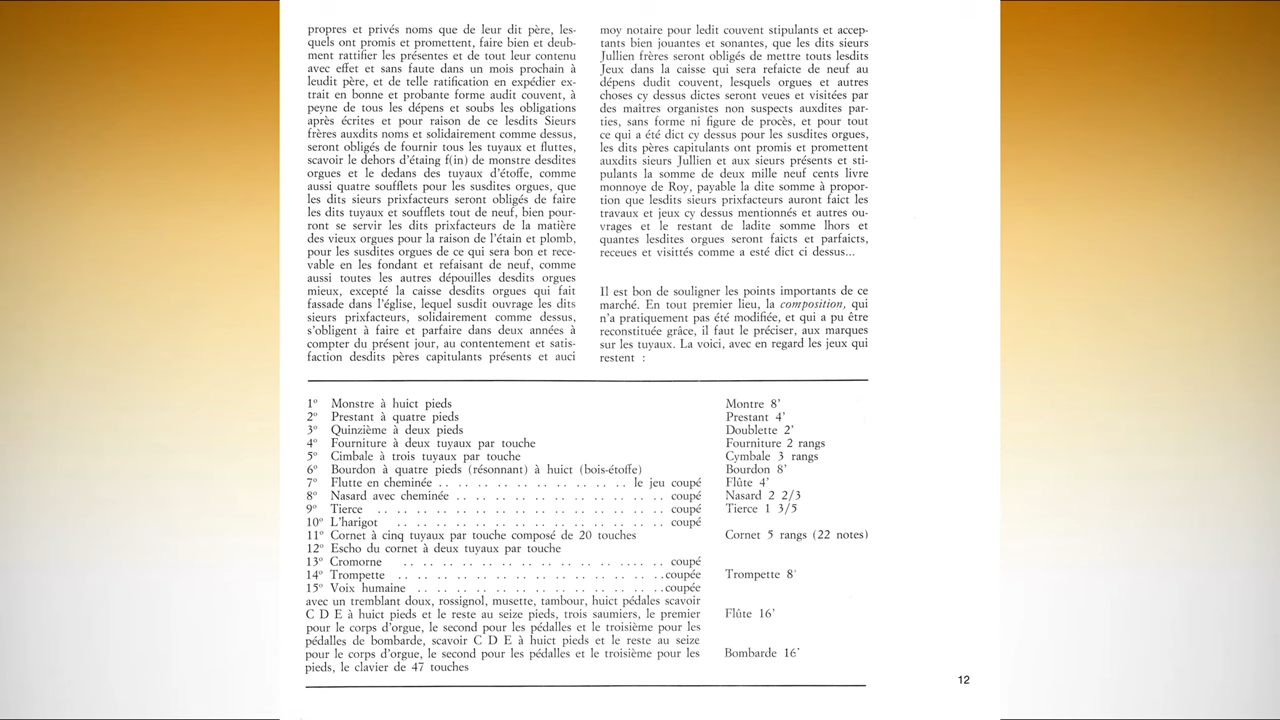 propres et privés noms que de leur dit père, les-
quels ont promis et promettent, faire bien et deub-
ment rattifier les présentes et de tout leur contenu
avec effet et sans faute dans un mois prochain à
leudit père, et de telle ratification en expédier ex-
trait en bonne et probante forme audit couvent, à
peyne de tous les dépens et soubs les obligations
après écrites et pour raison de ce lesdits Sieurs
frères auxdits noms et solidairement comme dessus,
seront obligés de fournir tous les tuyaux et fluttes,
scavoir le dehors d'étaing f(in) de monstre desdites
orgues et le dedans des tuyaux d'étoffe, comme
aussi quatre soufflets pour les susdites orgues, que
les dits sieurs prixfacteurs seront obligés de faire
les dits tuyaux et soufflets tout de neuf, bien pour-
ront se servir les dits prixfacteurs de la matière
des vieux orgues pour la raison de l'étain et plomb,
pour les susdites orgues de ce qui sera bon et rece-
vable en les fondant et refaisant de neuf, comme
aussi toutes les autres dépouilles desdits orgues
mieux, excepté la caisse desdits orgues qui fait
fassade dans l'église, lequel susdit ouvrage les dits
sieurs prixfacteurs, solidairement comme dessus,
s'obligent à faire et parfaire dans deux années à
compter du présent jour, au contentement et satis-
faction desdits pères capitulants présents et auci
moy notaire pour ledit couvent stipulants et accep-
tants bien jouantes et sonantes, que les dits sieurs
Jullien frères seront obligés de mettre touts lesdits
Jeux dans la caisse qui sera refaicte de neuf au
dépens dudit couvent, lesquels orgues et autres
choses cy dessus dictes seront veues et visitées par
des maîtres organistes non suspects auxdites par-
ties, sans forme ni figure de procès, et pour tout
ce qui a été dict cy dessus pour les susdites orgues,
les dits pères capitulants ont promis et promettent
auxdits sieurs Jullien et aux sieurs présents et sti-
pulants la somme de deux mille neuf cents livre
monnoye de Roy, payable la dite somme à propor-
tion que lesdits sieurs prixfacteurs auront faict les
travaux et jeux cy dessus mentionnés et autres ou-
vrages et le restant de ladite somme lhors et
quantes lesdites orgues seront faicts et parfaicts,
receues et visittés comme a esté dict ci dessus...
Il est bon de souligner les points importants de ce
marché. En tout premier lieu, la composition, qui
n'a pratiquement pas été modifiée, et qui a pu être
reconstituée grâce, il faut le préciser, aux marques
sur les tuyaux. La voici, avec en regard les jeux qui
restent :
1° Monstre à huict pieds Montre 8'
2° Prestant à quatre pieds Prestant 4'
3° Quinzième à deux pieds Doublette 2'
4° Fourniture à deux tuyaux par touche Fourniture 2 rangs
5° Cimbale à trois tuyaux par touche Cymbale 3 rangs
6° Bourdon à quatre pieds (résonnant) à huict (bois-étoffe) Bourdon 8'
7° Flutte en cheminée .. .. .. .. .. .. .. .. .. .. le jeu coupé Flûte 4'
8° Nasard avec cheminée .. .. .. .. .. .. .. .. .. .. .. coupé Nasard 2 2/3
9° Tierce .. .. .. .. .. .. .. .. .. .. .. .. .. .. .. coupé Tierce 1 3/5
10° L'harigot .. .. .. .. .. .. .. .. .. .. .. .. .. .. coupé
11° Cornet à cinq tuyaux par touche composé de 20 touches Cornet 5 rangs (22 notes)
12° Escho du cornet à deux tuyaux par touche
13° Cromorne .. .. .. .. .. .. .. .. .. .. .. .... .. coupé
14° Trompette .. .. .. .. .. .. .. .. .. .. .. .. .. ..coupée Trompette 8'
15° Voix humaine .. .. .. .. .. .. .. .. .. .. .. .. ..coupée
avec un tremblant doux, rossignol, musette, tambour, huict pédales scavoir
C D E à huict pieds et le reste au seize pieds, trois saumiers, le premier Flûte 16'
pour le corps d'orgue, le second pour les pédalles et le troisième pour les
pédalles de bombarde, scavoir C D E à huict pieds et le reste au seize
pour le corps d'orgue, le second pour les pédalles et le troisième pour les Bombarde 16'
pieds, le clavier de 47 touches
12